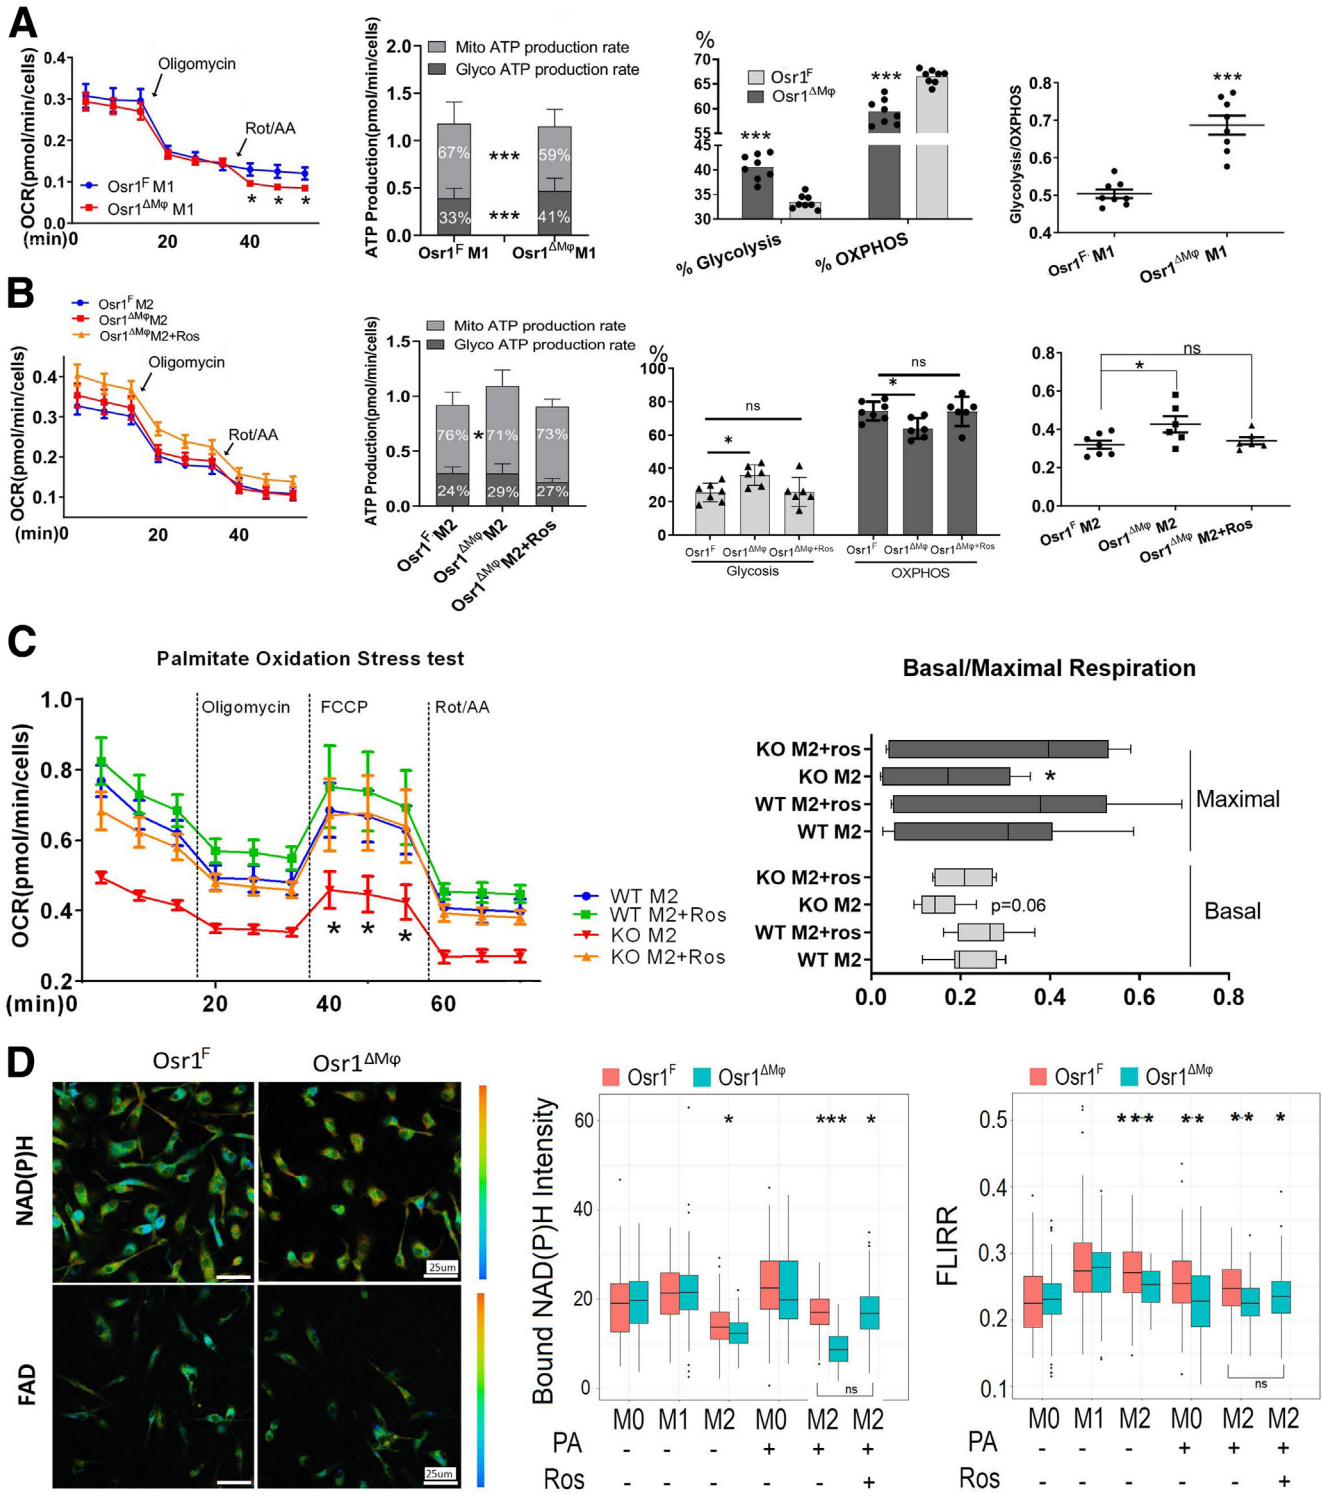 A
OCR(pmol/min/cells)
0.4
0.3
0.2
0.1
0.0
(min)0
20
40
Oligomycin
Rot/AA
Osr1F M1
Osr1ΔMφ M1
* * *
ATP Production(pmol/min/cells)
2.0
1.5
1.0
0.5
0.0
Mito ATP production rate
Glyco ATP production rate
67%
59%
33%
41%
***
***
Osr1F M1
Osr1ΔMφM1
%
70
65
60
55
45
40
35
30
Osr1F
Osr1ΔMφ
***
***
% Glycolysis
% OXPHOS
Glycolysis/OXPHOS
0.8
0.7
0.6
0.5
0.4
***
Osr1F, M1
Osr1ΔMφ M1
B
Osr1F M2
Osr1ΔMφM2
Osr1ΔMφM2+Ros
OCR(pmol/min/cells)
0.4
0.3
0.2
0.1
(min)0
20
40
Oligomycin
Rot/AA
ATP Production(pmol/min/cells)
1.5
1.0
0.5
0.0
Mito ATP production rate
Glyco ATP production rate
76%
*
71%
73%
24%
29%
27%
Osr1F M2
Osr1ΔMφ M2
Osr1ΔMφ M2+Ros
%
100
80
60
40
20
0
ns
*
ns
*
Osr1F
Osr1ΔMφ
Osr1ΔMφ+Ros
Osr1F
Osr1ΔMφ
Osr1ΔMφ+Ros
Glycosis
OXPHOS
0.8
0.6
0.4
0.2
0.0
ns
*
Osr1F M2
Osr1ΔMφ M2
Osr1ΔMφ M2+Ros
C
Palmitate Oxidation Stress test
OCR(pmol/min/cells)
1.0
0.8
0.6
0.4
0.2
(min)0
20
40
60
Oligomycin
FCCP
Rot/AA
* * *
WT M2
WT M2+Ros
KO M2
KO M2+Ros
Basal/Maximal Respiration
KO M2+ros
KO M2
*
WT M2+ros
WT M2
Maximal
KO M2+ros
KO M2
p=0.06
WT M2+ros
WT M2
Basal
0.0
0.2
0.4
0.6
0.8
D
Osr1F
Osr1ΔMφ
NAD(P)H
25um
FAD
25um
Osr1F
Osr1ΔMφ
Bound NAD(P)H Intensity
60
40
20
0
*
***
*
ns
M0 M1 M2 M0 M2 M2
PA - - - + + +
Ros - - - - - +
Osr1F
Osr1ΔMφ
FLIRR
0.5
0.4
0.3
0.2
0.1
***
**
**
*
ns
M0 M1 M2 M0 M2 M2
PA - - - + + +
Ros - - - - - +